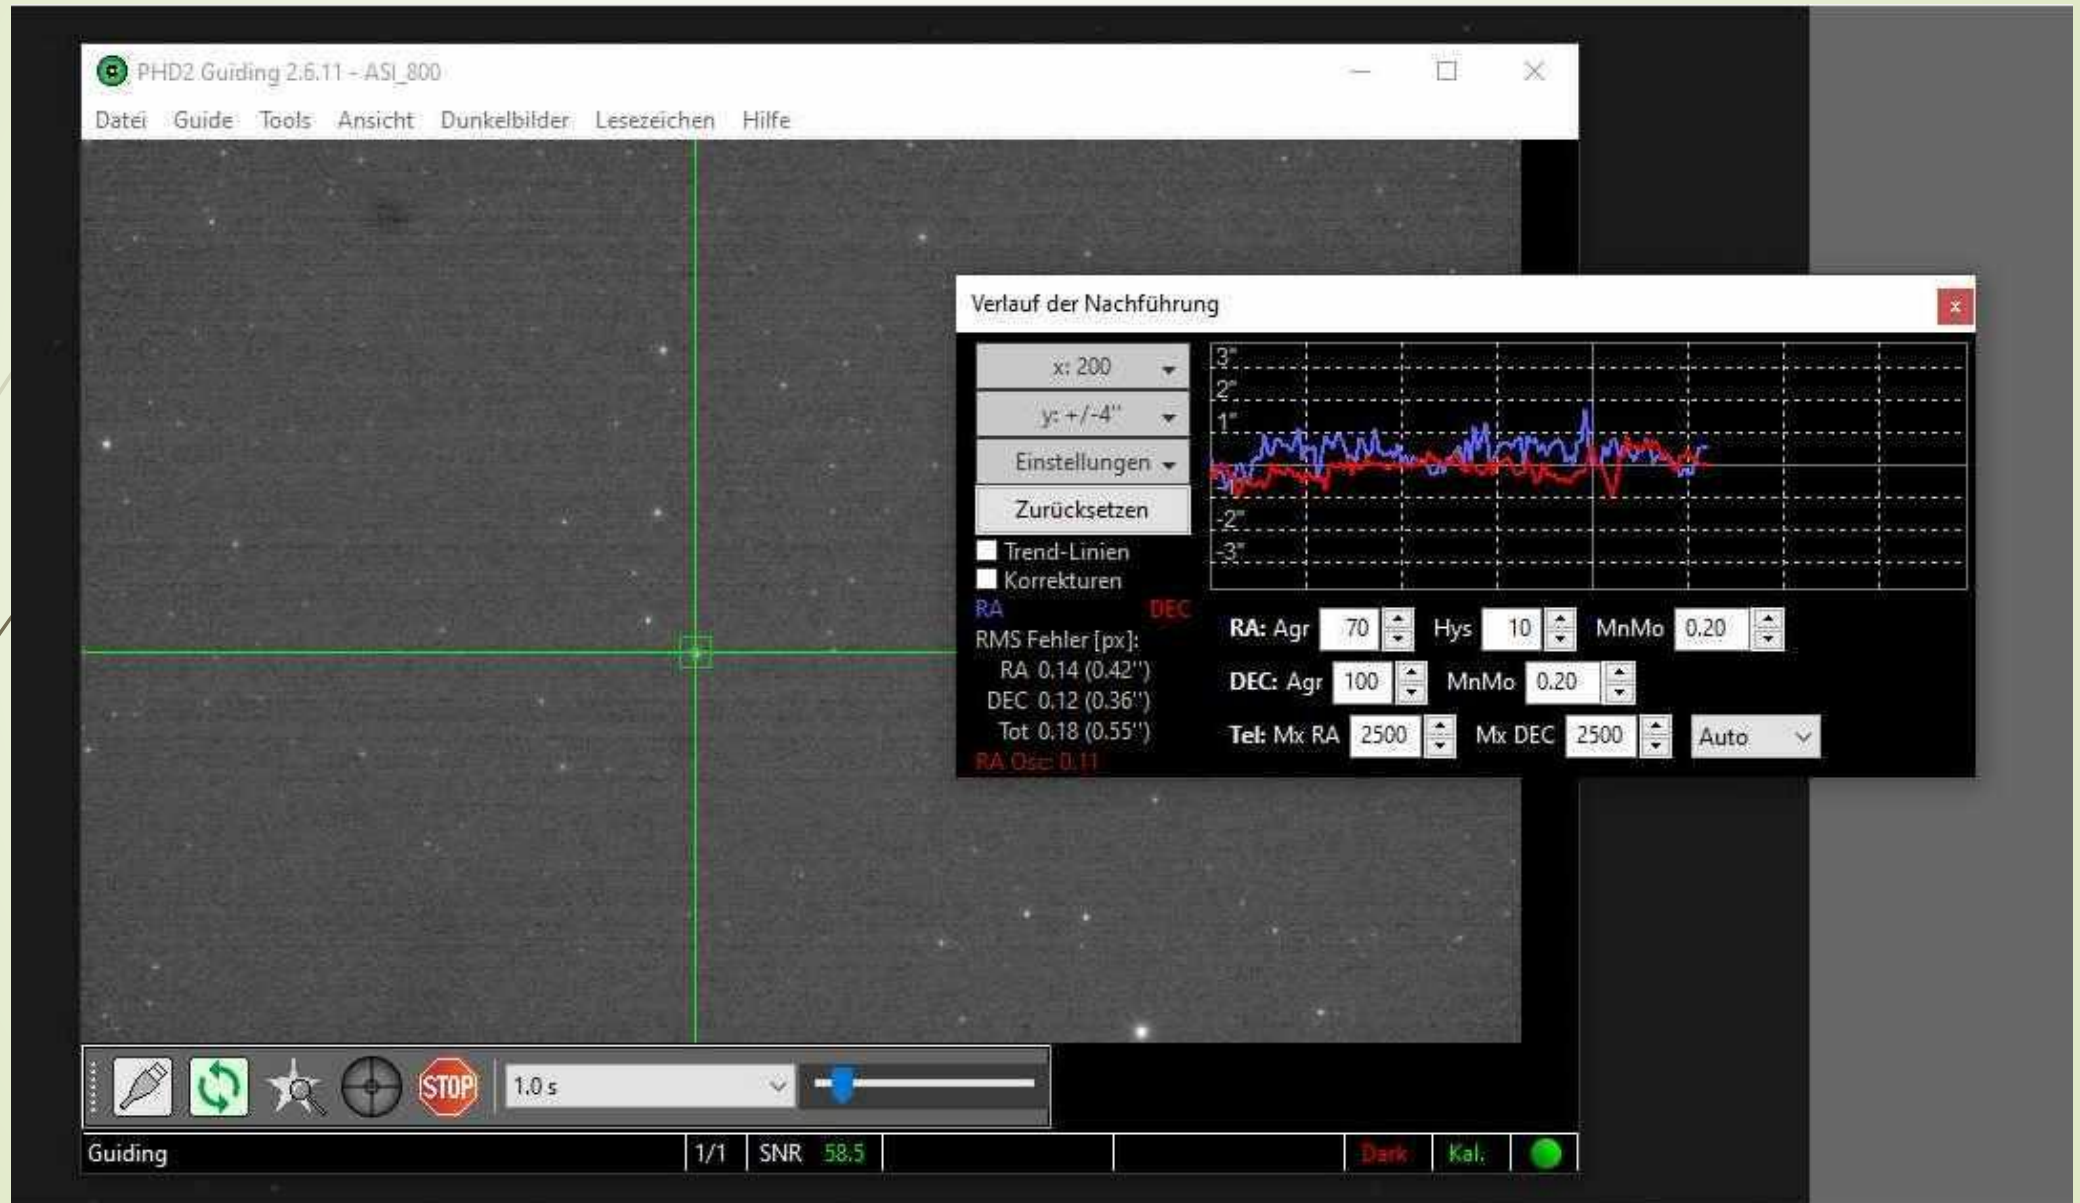 PHD2 Guiding 2.6.11 - ASI_800
Datei Guide Tools Ansicht Dunkelbilder Lesezeichen Hilfe
Verlauf der Nachführung
x: 200
y: +/-4''
Einstellungen
Zurücksetzen
Trend-Linien
Korrekturen
RA DEC
RMS Fehler [px]:
RA 0.14 (0.42'')
DEC 0.12 (0.36'')
Tot 0.18 (0.55'')
RA Osc: 0.11
3"
2"
1"
-2"
-3"
RA: Agr 70 Hys 10 MnMo 0.20
DEC: Agr 100 MnMo 0.20
Tel: Mx RA 2500 Mx DEC 2500 Auto
STOP 1.0 s
Guiding 1/1 SNR 58.5 Dark Kal.